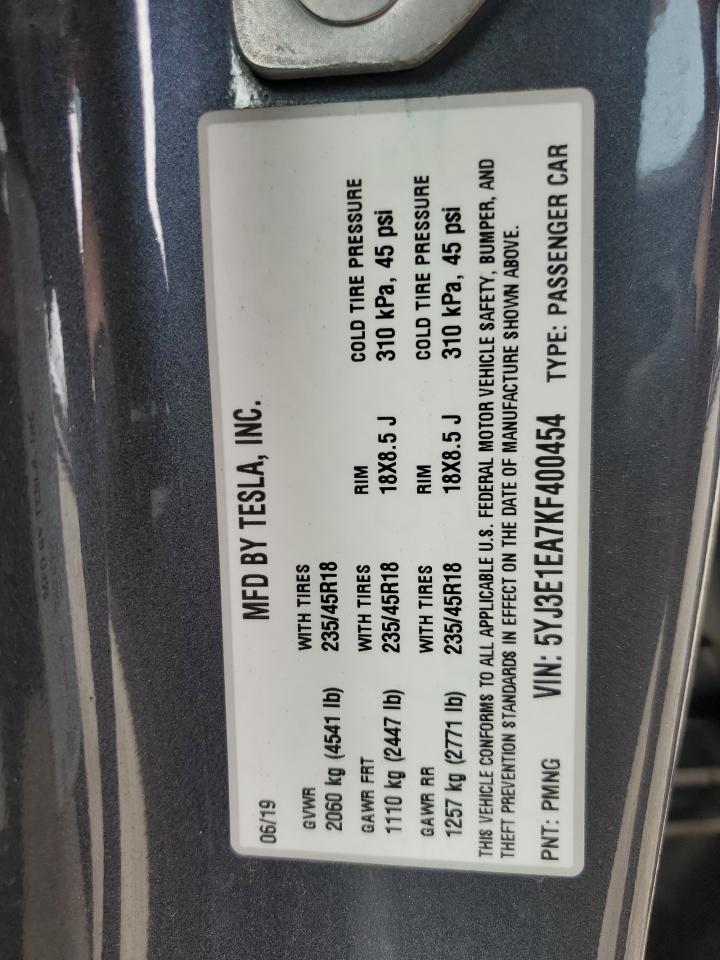 06/19 MFD BY TESLA, INC.
GVWR WITH TIRES
2060 kg (4541 lb) 235/45R18
GAWR FRT WITH TIRES RIM COLD TIRE PRESSURE
1110 kg (2447 lb) 235/45R18 18X8.5 J 310 kPa, 45 psi
GAWR RR WITH TIRES RIM COLD TIRE PRESSURE
1257 kg (2771 lb) 235/45R18 18X8.5 J 310 kPa, 45 psi
THIS VEHICLE CONFORMS TO ALL APPLICABLE U.S. FEDERAL MOTOR VEHICLE SAFETY, BUMPER, AND
THEFT PREVENTION STANDARDS IN EFFECT ON THE DATE OF MANUFACTURE SHOWN ABOVE.
PNT: PMNG VIN: 5YJ3E1EA7KF400454 TYPE: PASSENGER CAR